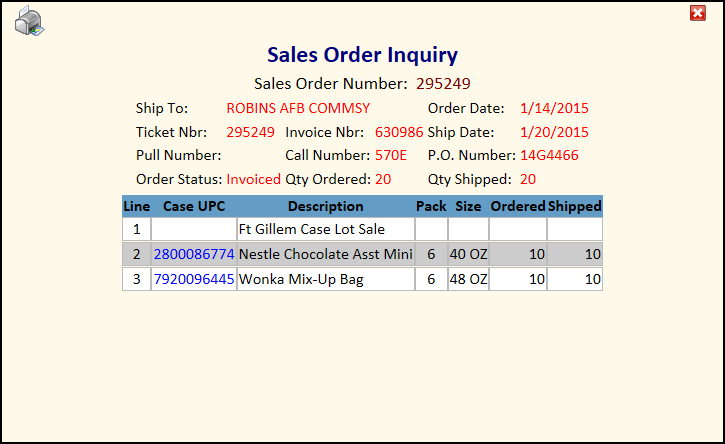 Sales Order Inquiry
Sales Order Number: 295249
Ship To: ROBINS AFB COMMSY Order Date: 1/14/2015
Ticket Nbr: 295249 Invoice Nbr: 630986 Ship Date: 1/20/2015
Pull Number: Call Number: 570E P.O. Number: 14G4466
Order Status: Invoiced Qty Ordered: 20 Qty Shipped: 20
Line Case UPC Description Pack Size Ordered Shipped
1 Ft Gillem Case Lot Sale
2 2800086774 Nestle Chocolate Asst Mini 6 40 OZ 10 10
3 7920096445 Wonka Mix-Up Bag 6 48 OZ 10 10